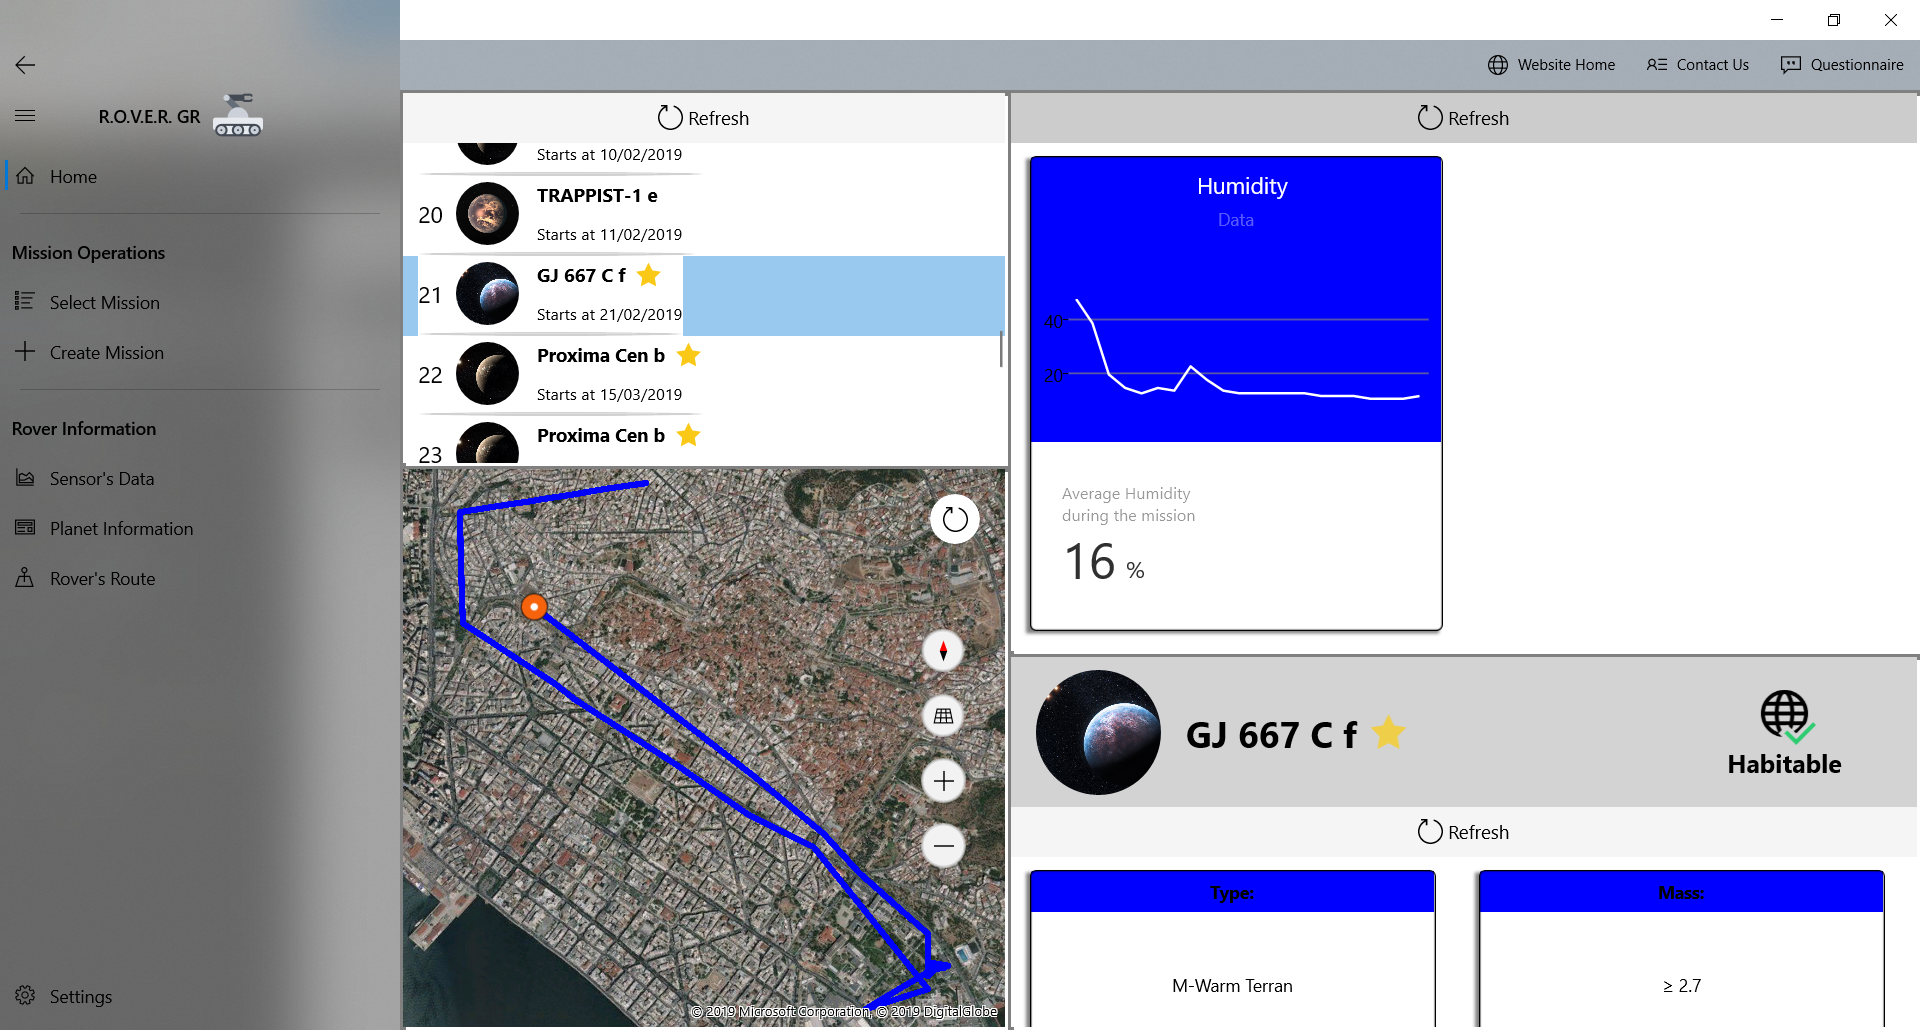 Website Home
Contact Us
Questionnaire
R.O.V.E.R. GR
Home
Mission Operations
Select Mission
Create Mission
Rover Information
Sensor's Data
Planet Information
Rover's Route
Settings
Refresh
Starts at 10/02/2019
20
TRAPPIST-1 e
Starts at 11/02/2019
21
GJ 667 C f
Starts at 21/02/2019
22
Proxima Cen b
Starts at 15/03/2019
23
Proxima Cen b
© 2019 Microsoft Corporation, © 2019 DigitalGlobe
Refresh
Humidity
Data
40
20
Average Humidity
during the mission
16 %
GJ 667 C f
Habitable
Refresh
Type:
M-Warm Terran
Mass:
≥ 2.7